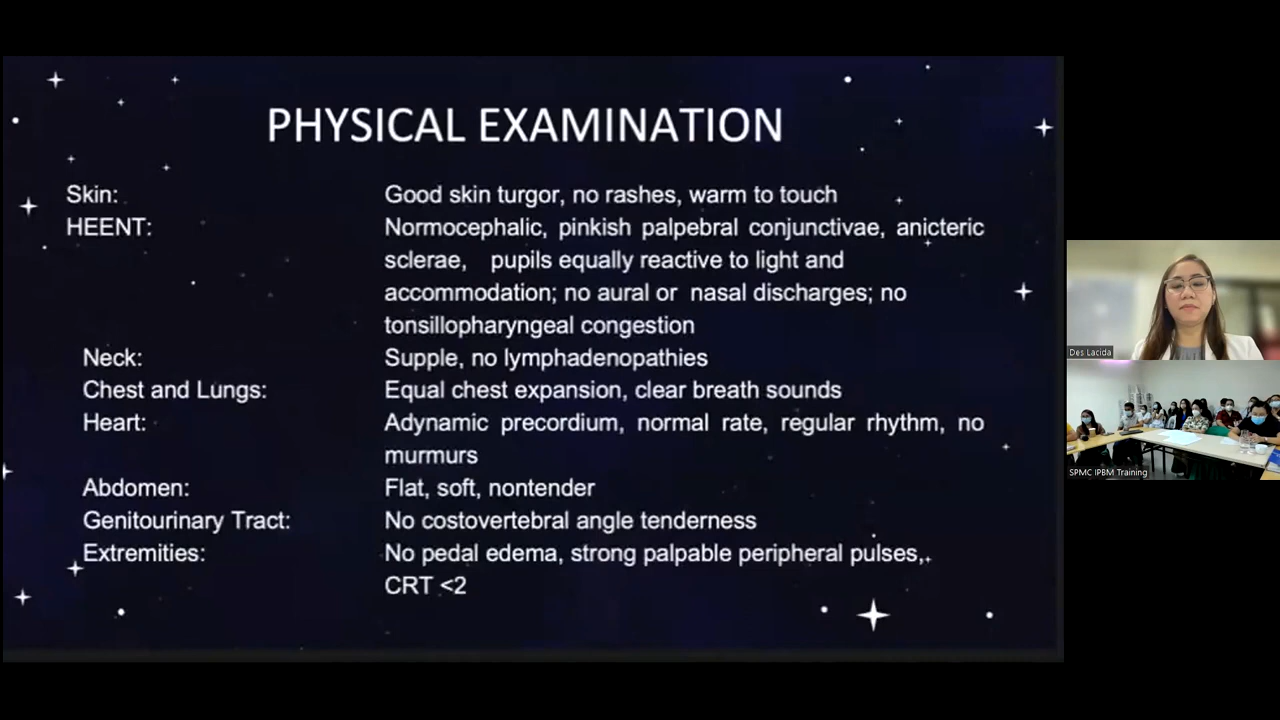 PHYSICAL EXAMINATION
Skin: Good skin turgor, no rashes, warm to touch
HEENT: Normocephalic, pinkish palpebral conjunctivae, anicteric
sclerae, pupils equally reactive to light and
accommodation; no aural or nasal discharges; no
tonsillopharyngeal congestion
Neck: Supple, no lymphadenopathies
Chest and Lungs: Equal chest expansion, clear breath sounds
Heart: Adynamic precordium, normal rate, regular rhythm, no
murmurs
Abdomen: Flat, soft, nontender
Genitourinary Tract: No costovertebral angle tenderness
Extremities: No pedal edema, strong palpable peripheral pulses,.
CRT <2
Des Lacida
SPMC IPBM Training